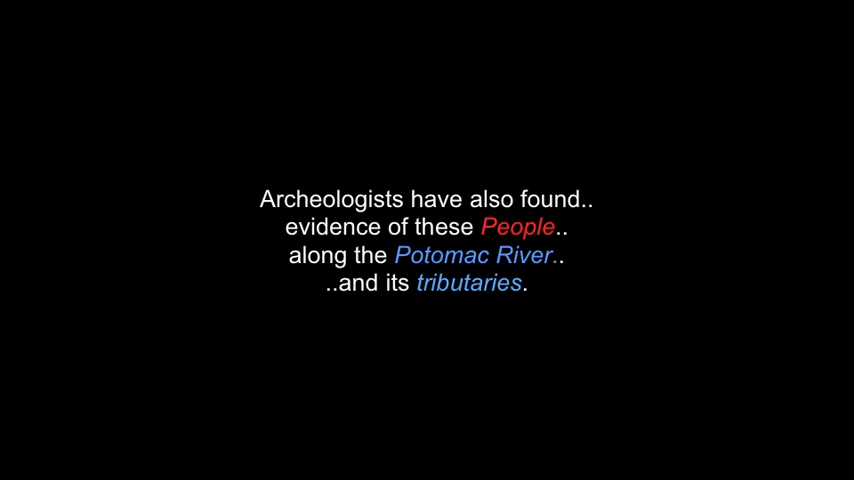 Archeologists have also found..
evidence of these People..
along the Potomac River..
..and its tributaries.